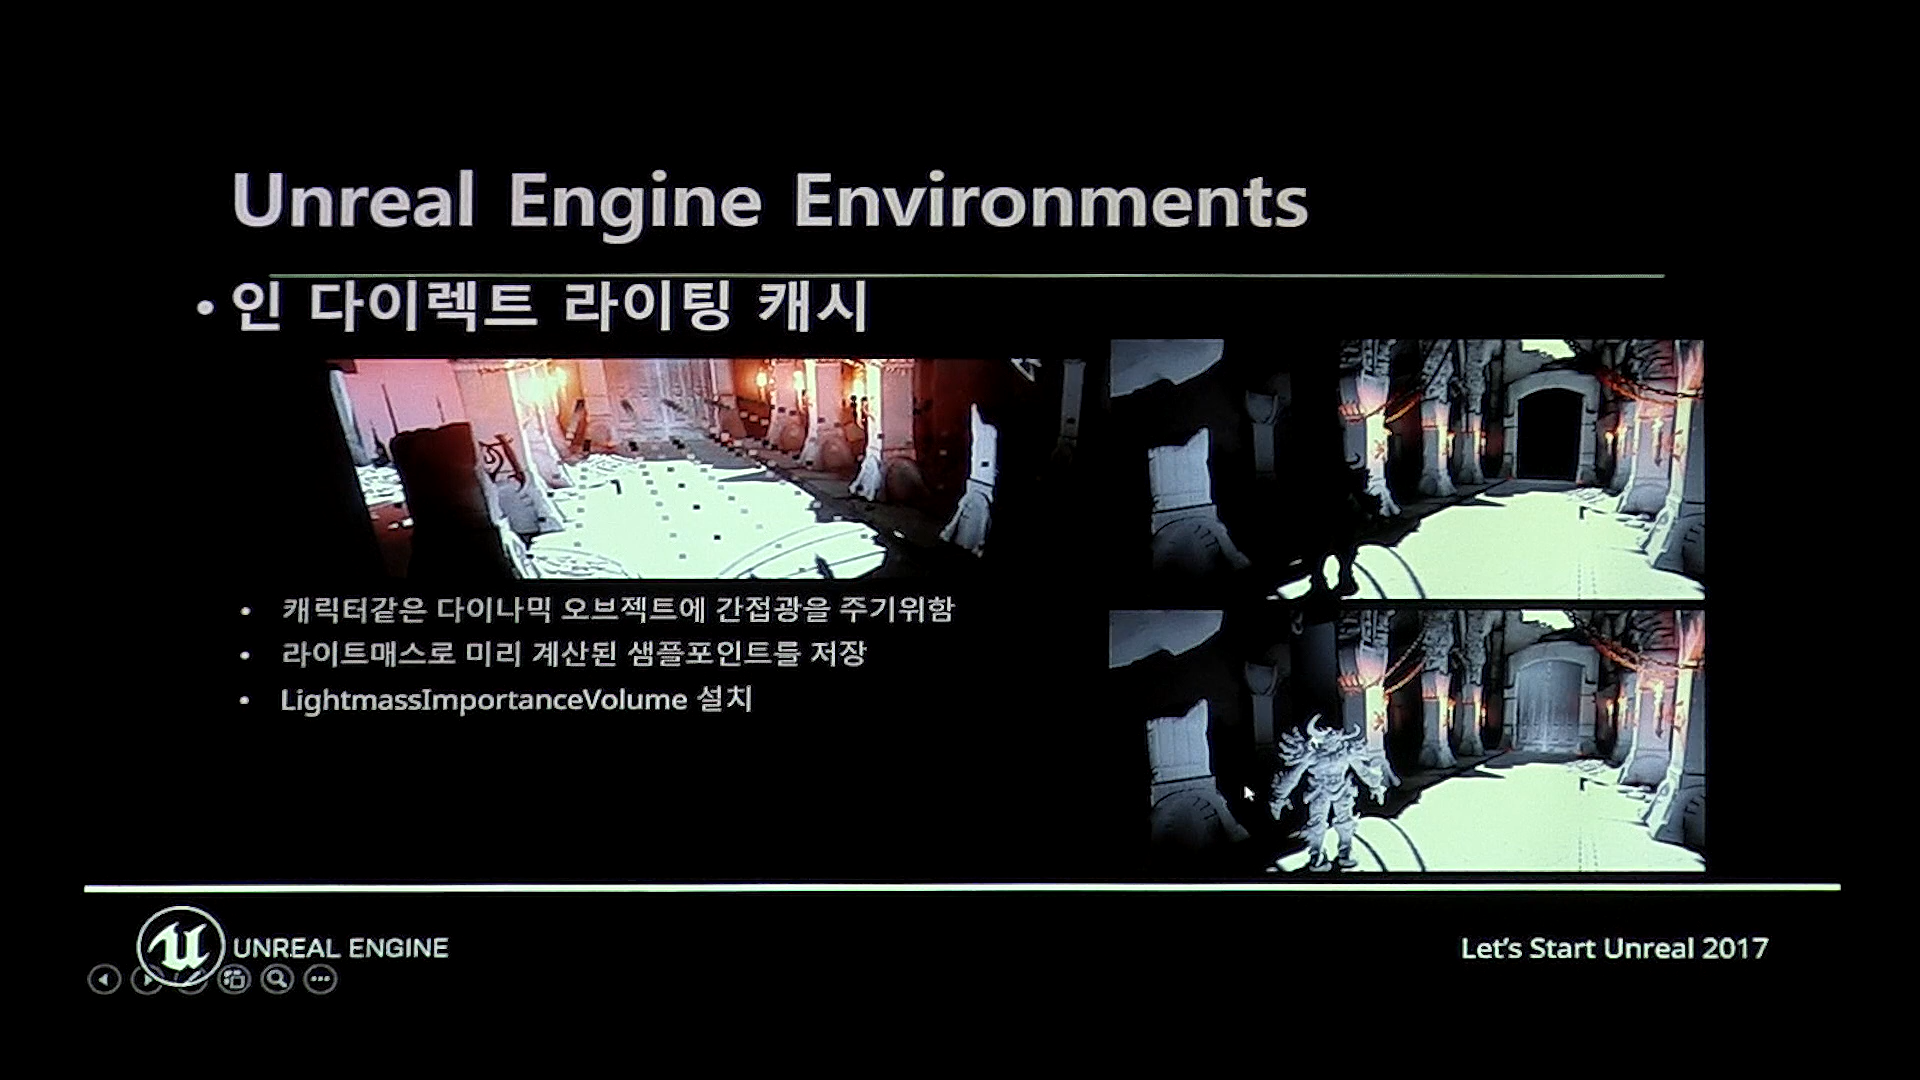 Unreal Engine Environments
• 인 다이렉트 라이팅 캐시
• 캐릭터같은 다이나믹 오브젝트에 간접광을 주기위함
• 라이트매스로 미리 계산된 샘플포인트를 저장
• LightmassImportanceVolume 설치
UNREAL ENGINE
Let's Start Unreal 2017